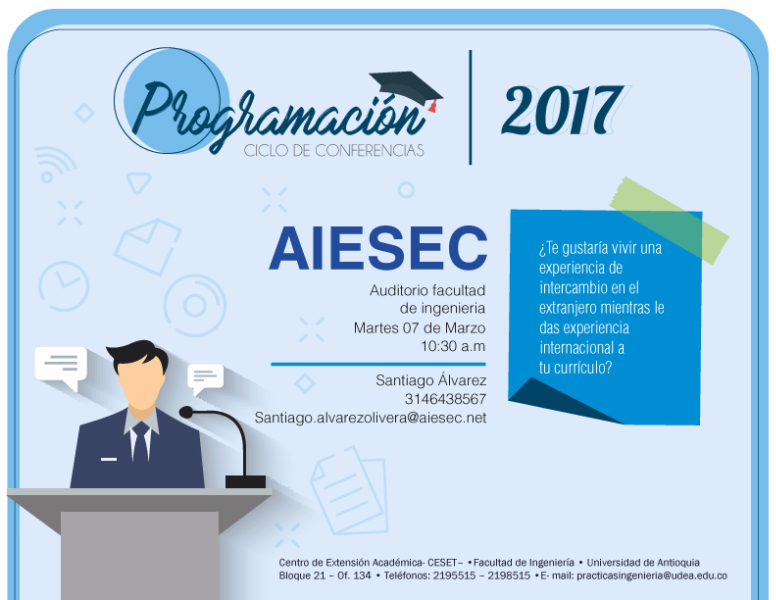 Programación
CICLO DE CONFERENCIAS
2017
AIESEC
Auditorio facultad
de ingenieria
Martes 07 de Marzo
10:30 a.m
Santiago Álvarez
3146438567
Santiago.alvarezolivera@aiesec.net
¿Te gustaría vivir una
experiencia de
intercambio en el
extranjero mientras le
das experiencia
internacional a
tu currículo?
Centro de Extensión Académica- CESET– •Facultad de Ingeniería • Universidad de Antioquia
Bloque 21 – Of. 134 • Teléfonos: 2195515 – 2198515 •E- mail: practicasingenieria@udea.edu.co